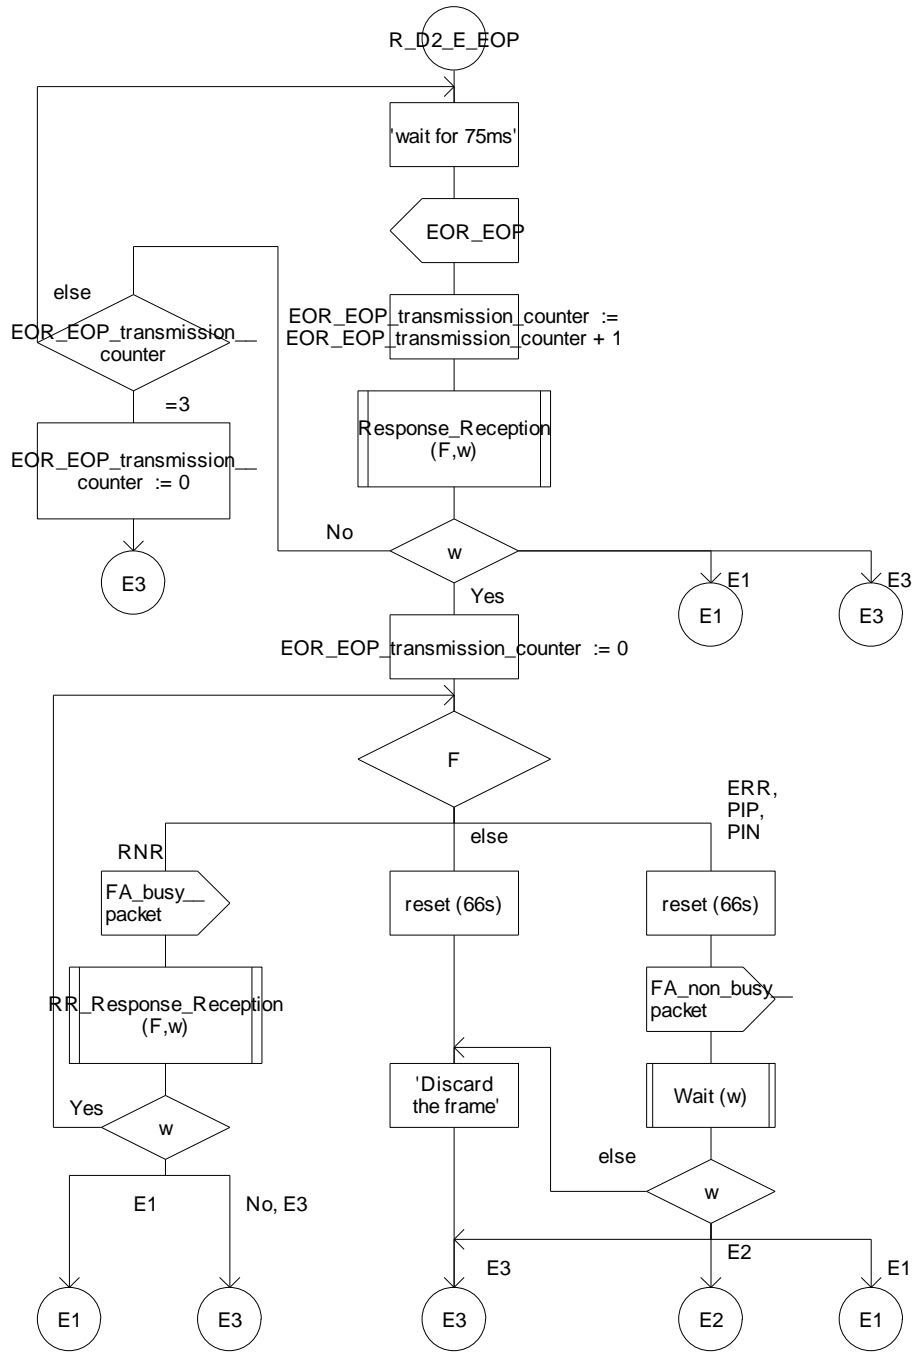 R_D2_E_EOP
'wait for 75ms'
EOR_EOP
else
EOR_EOP_transmission__
counter
EOR_EOP_transmission_counter :=
EOR_EOP_transmission_counter + 1
=3
Response_Reception
(F,w)
EOR_EOP_transmission__
counter := 0
No
w
E3
E1
E3
Yes
E1
E3
EOR_EOP_transmission_counter := 0
F
ERR,
PIP,
PIN
else
RNR
FA_busy__
packet
reset (66s)
reset (66s)
FA_non_busy__
packet
RR_Response_Reception
(F,w)
'Discard
the frame'
Wait (w)
Yes
w
else
w
E1
No, E3
E3
E2
E1
E1
E3
E3
E2
E1